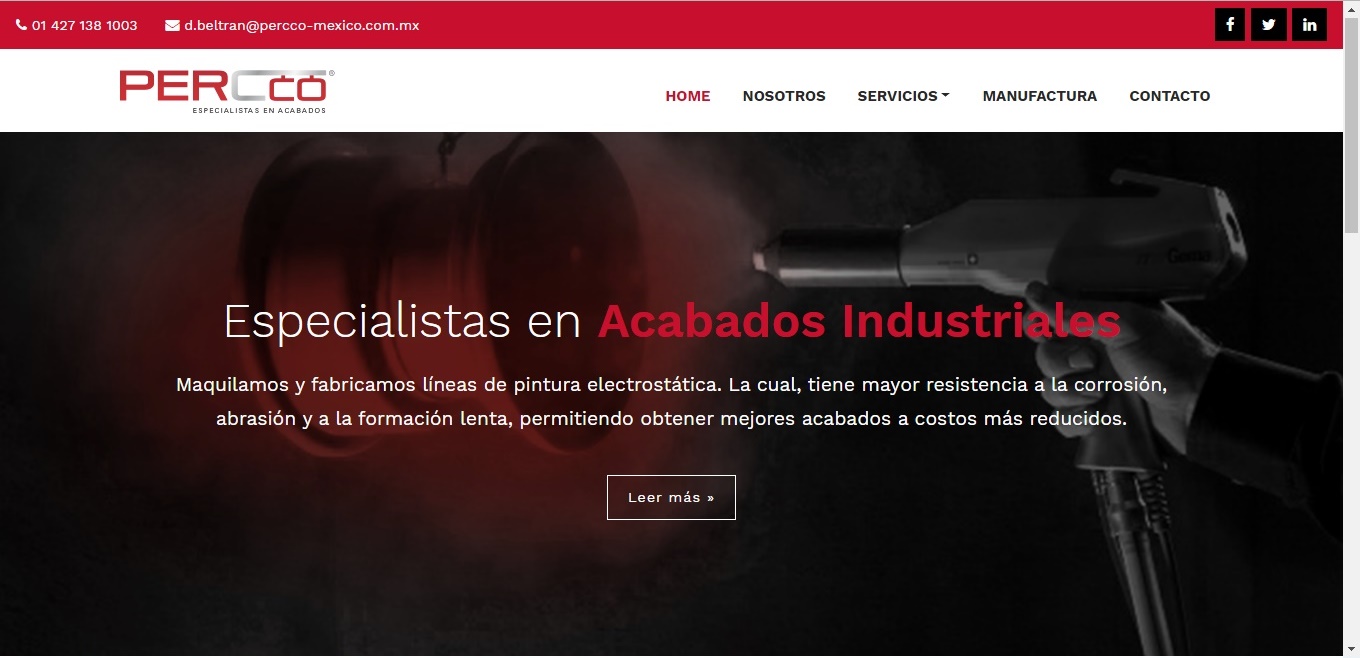 01 427 138 1003 d.beltran@percco-mexico.com.mx
PERCCO®
ESPECIALISTAS EN ACABADOS
HOME NOSOTROS SERVICIOS MANUFACTURA CONTACTO
Gema
Especialistas en Acabados Industriales
Maquilamos y fabricamos líneas de pintura electrostática. La cual, tiene mayor resistencia a la corrosión,
abrasión y a la formación lenta, permitiendo obtener mejores acabados a costos más reducidos.
Leer más »